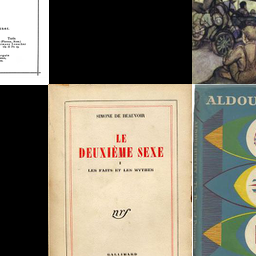 SIMONE DE BEAUVOIR
LE
DEUXIÈME SEXE
I
LES FAITS ET LES MYTHES
nrf
GALLIMARD
ALDOU